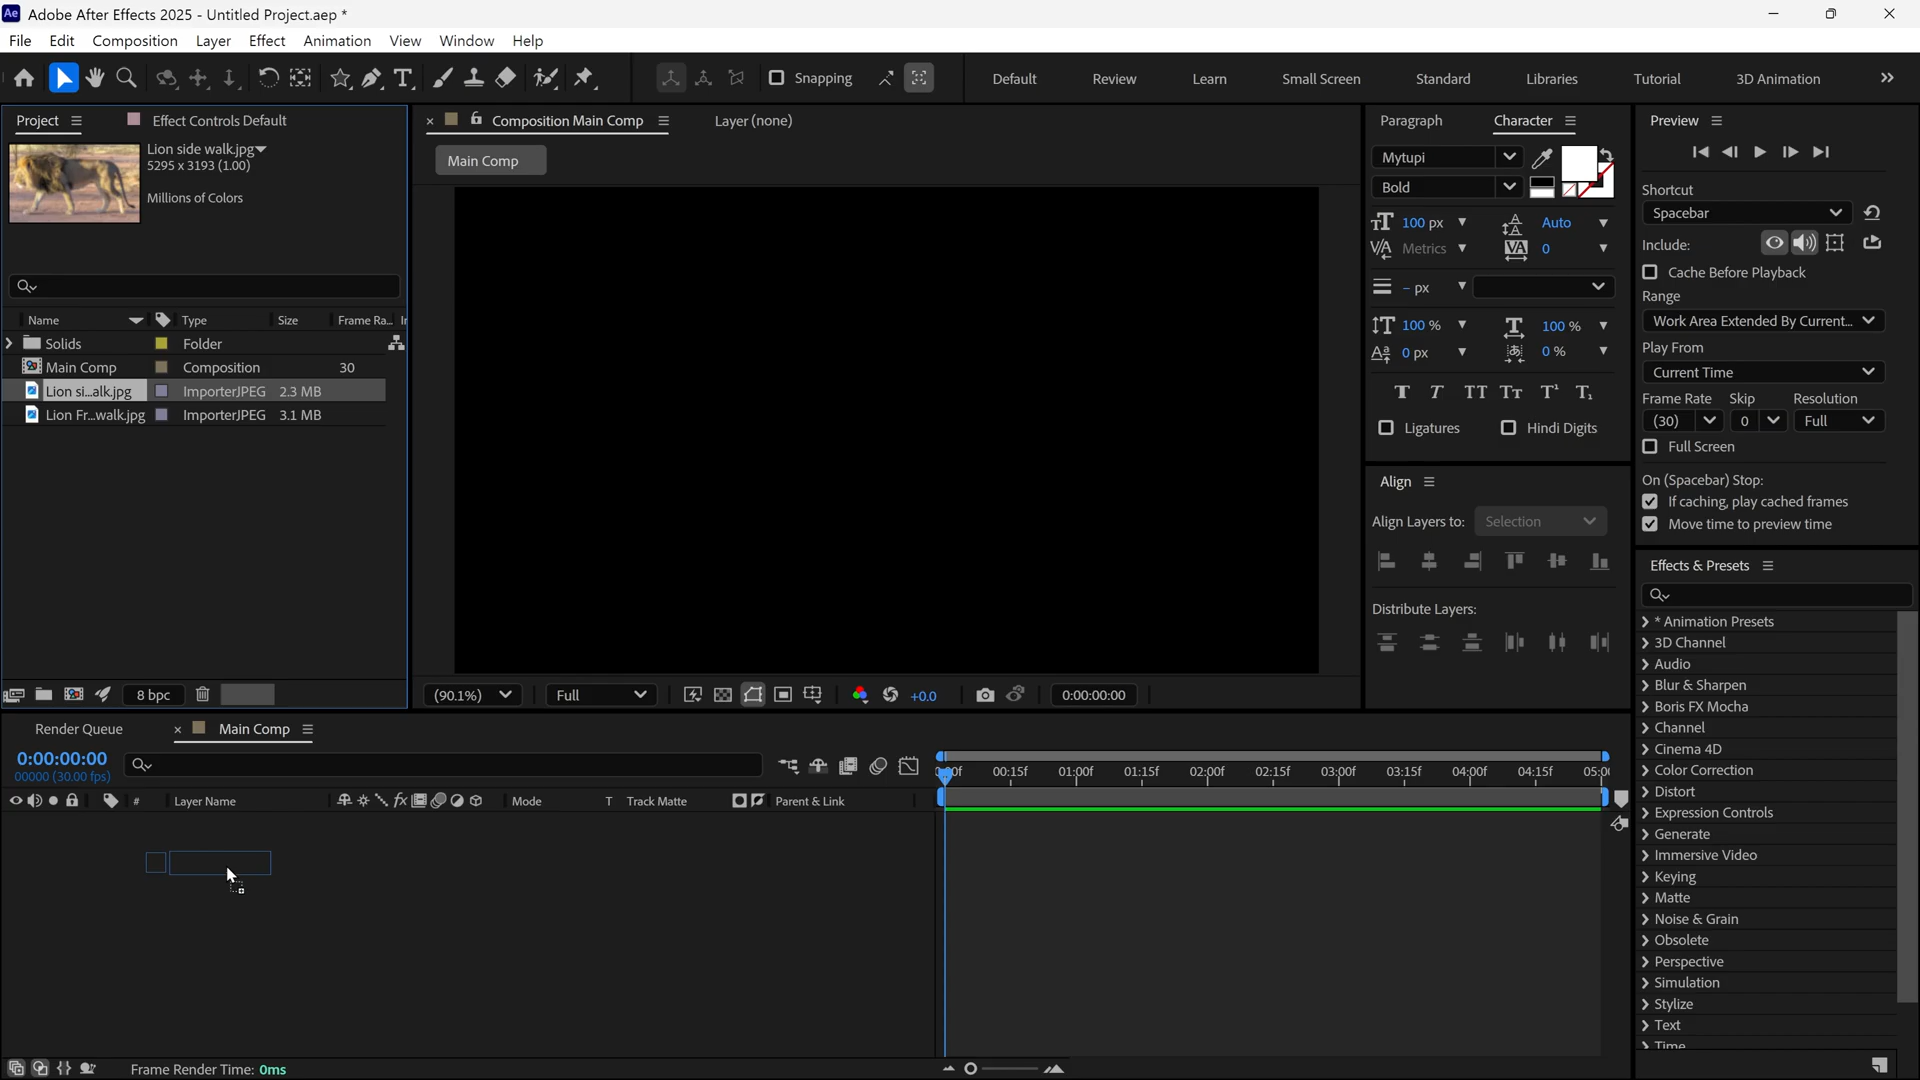 Adobe After Effects 2025 - Untitled Project.aep *
File Edit Composition Layer Effect Animation View Window Help
Snapping Default Review Learn Small Screen Standard Libraries Tutorial 3D Animation
Project Effect Controls Default
Lion side walk.jpg
5295 x 3193 (1.00)
Millions of Colors
Name Type Size Frame Ra...
Solids Folder
Main Comp Composition 30
Lion si...alk.jpg ImporterJPEG 2.3 MB
Lion Fr...walk.jpg ImporterJPEG 3.1 MB
8 bpc
Composition Main Comp Layer (none)
Main Comp
(90.1%) Full +0.0 0:00:00:00
Paragraph Character
Mytupi
Bold
100 px Auto
Metrics 0
– px
100 % 100 %
0 px 0 %
Ligatures Hindi Digits
Align
Align Layers to: Selection
Distribute Layers:
Preview
Shortcut
Spacebar
Include:
Cache Before Playback
Range
Work Area Extended By Current...
Play From
Current Time
Frame Rate Skip Resolution
(30) 0 Full
Full Screen
On (Spacebar) Stop:
If caching, play cached frames
Move time to preview time
Effects & Presets
* Animation Presets
3D Channel
Audio
Blur & Sharpen
Boris FX Mocha
Channel
Cinema 4D
Color Correction
Distort
Expression Controls
Generate
Immersive Video
Keying
Matte
Noise & Grain
Obsolete
Perspective
Simulation
Stylize
Text
Time
Render Queue Main Comp
0:00:00:00
00000 (30.00 fps)
# Layer Name Mode T Track Matte Parent & Link
00:15f 01:00f 01:15f 02:00f 02:15f 03:00f 03:15f 04:00f 04:15f
Frame Render Time: 0ms